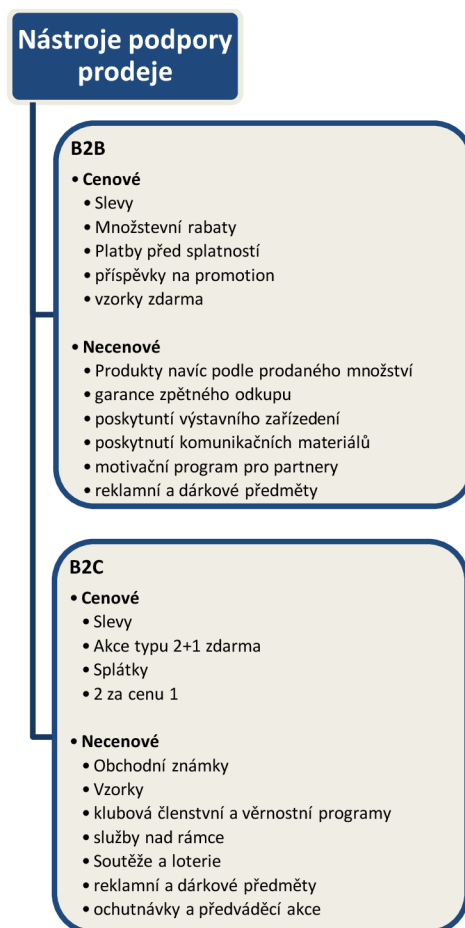 Nástroje podpory
prodeje
B2B
• Cenové
• Slevy
• Množstevní rabaty
• Platby před splatností
• příspěvky na promotion
• vzorky zdarma
• Necenové
• Produkty navíc podle prodaného množství
• garance zpětného odkupu
• poskytuntí výstavního zařízedení
• poskytnutí komunikačních materiálů
• motivační program pro partnery
• reklamní a dárkové předměty
B2C
• Cenové
• Slevy
• Akce typu 2+1 zdarma
• Splátky
• 2 za cenu 1
• Necenové
• Obchodní známky
• Vzorky
• klubová členstvní a věrnostní programy
• služby nad rámce
• Soutěže a loterie
• reklamní a dárkové předměty
• ochutnávky a předváděcí akce